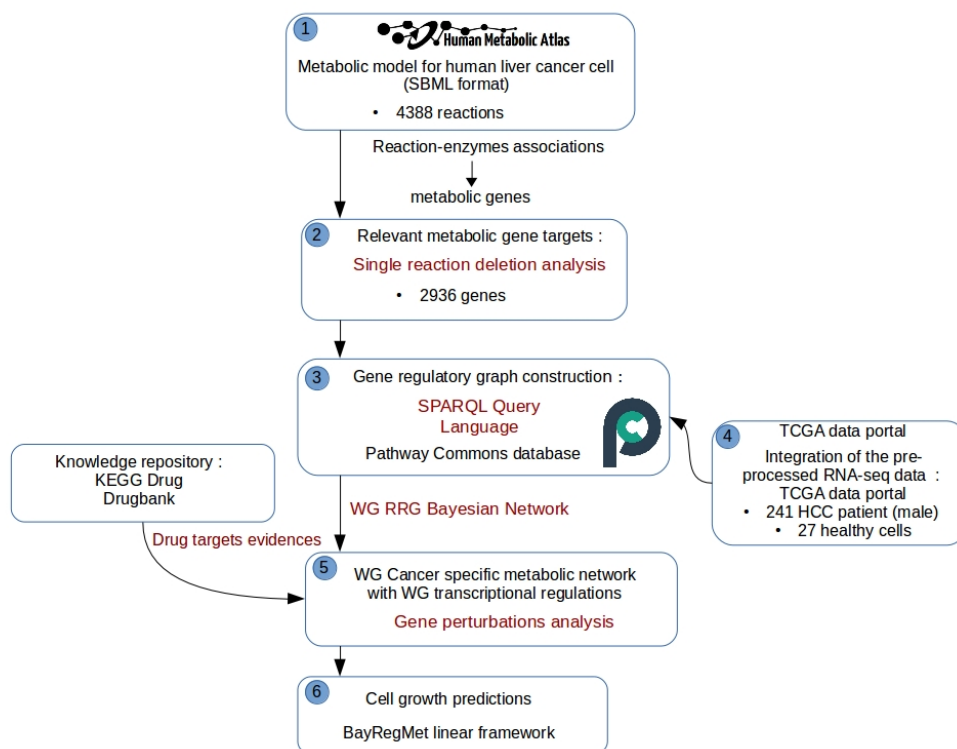 1
Human Metabolic Atlas
Metabolic model for human liver cancer cell
(SBML format)
• 4388 reactions
Reaction-enzymes associations
metabolic genes
2
Relevant metabolic gene targets :
Single reaction deletion analysis
• 2936 genes
3
Gene regulatory graph construction :
SPARQL Query
Language
Pathway Commons database
4
TCGA data portal
Integration of the pre-
processed RNA-seq data :
TCGA data portal
• 241 HCC patient (male)
• 27 healthy cells
Knowledge repository :
KEGG Drug
Drugbank
WG RRG Bayesian Network
Drug targets evidences
5
WG Cancer specific metabolic network
with WG transcriptional regulations
Gene perturbations analysis
6
Cell growth predictions
BayRegMet linear framework